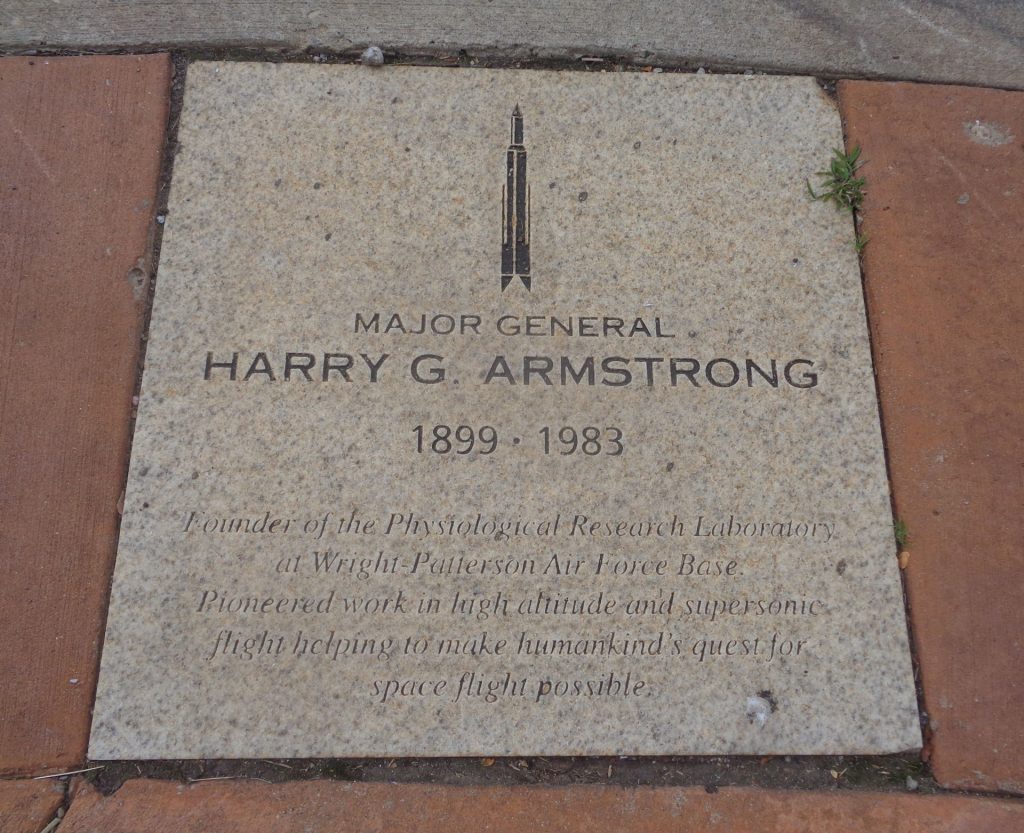 MAJOR GENERAL
HARRY G. ARMSTRONG
1899 · 1983
Founder of the Physiological Research Laboratory
at Wright-Patterson Air Force Base.
Pioneered work in high altitude and supersonic
flight helping to make humankind's quest for
space flight possible.